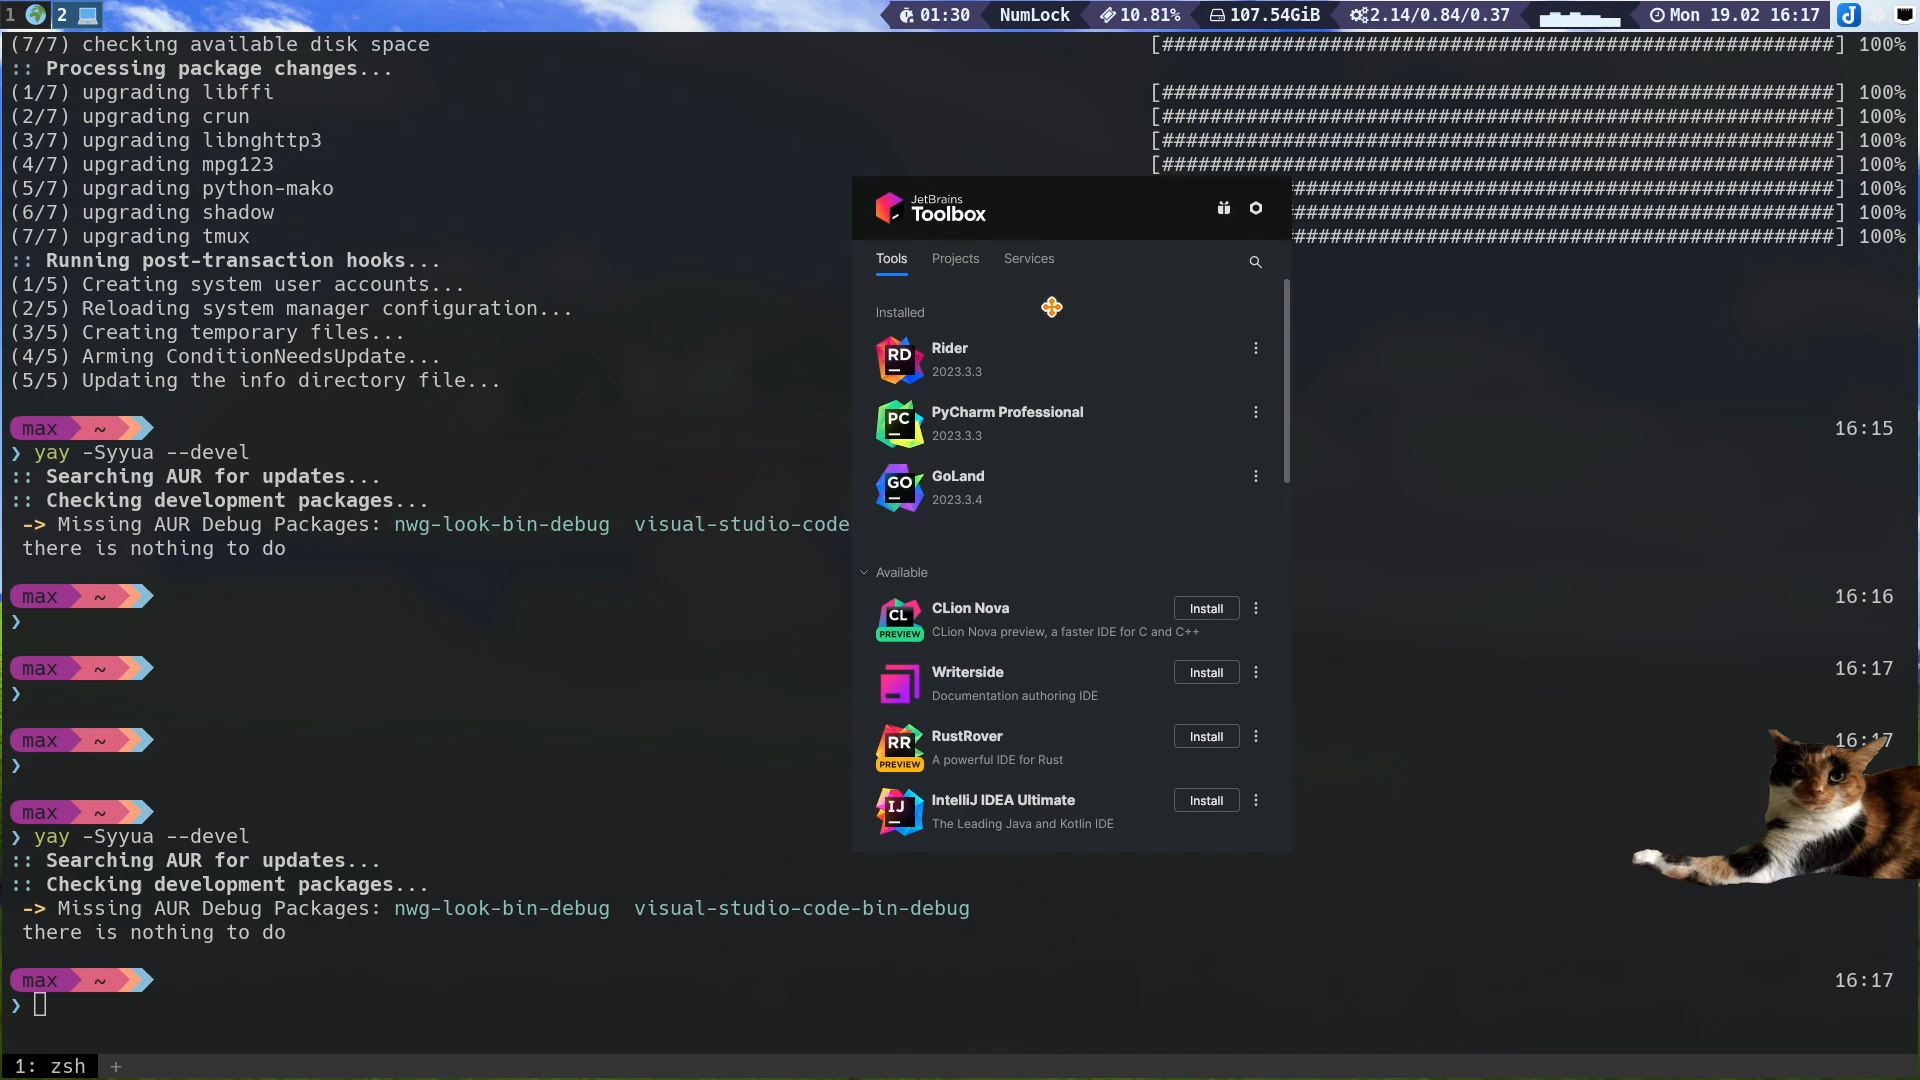 1 2 01:30 NumLock 10.81% 107.54GiB 2.14/0.84/0.37 Mon 19.02 16:17
(7/7) checking available disk space [########################################################] 100%
:: Processing package changes...
(1/7) upgrading libffi [########################################################] 100%
(2/7) upgrading crun [########################################################] 100%
(3/7) upgrading libnghttp3 [########################################################] 100%
(4/7) upgrading mpg123 [########################################################] 100%
(5/7) upgrading python-mako #############################################] 100%
(6/7) upgrading shadow #############################################] 100%
(7/7) upgrading tmux #############################################] 100%
:: Running post-transaction hooks...
(1/5) Creating system user accounts...
(2/5) Reloading system manager configuration...
(3/5) Creating temporary files...
(4/5) Arming ConditionNeedsUpdate...
(5/5) Updating the info directory file...
max ~ 16:15
❯ yay -Syyua --devel
:: Searching AUR for updates...
:: Checking development packages...
-> Missing AUR Debug Packages: nwg-look-bin-debug visual-studio-code
there is nothing to do
max ~ 16:16
❯
max ~ 16:17
❯
max ~ 16:17
❯
max ~
❯ yay -Syyua --devel
:: Searching AUR for updates...
:: Checking development packages...
-> Missing AUR Debug Packages: nwg-look-bin-debug visual-studio-code-bin-debug
there is nothing to do
max ~ 16:17
❯
1: zsh +
JetBrains
Toolbox
Tools Projects Services
Installed
RD Rider
2023.3.3
PC PyCharm Professional
2023.3.3
GO GoLand
2023.3.4
Available
CL CLion Nova Install
PREVIEW CLion Nova preview, a faster IDE for C and C++
Writerside Install
Documentation authoring IDE
RR RustRover Install
PREVIEW A powerful IDE for Rust
IJ IntelliJ IDEA Ultimate Install
The Leading Java and Kotlin IDE